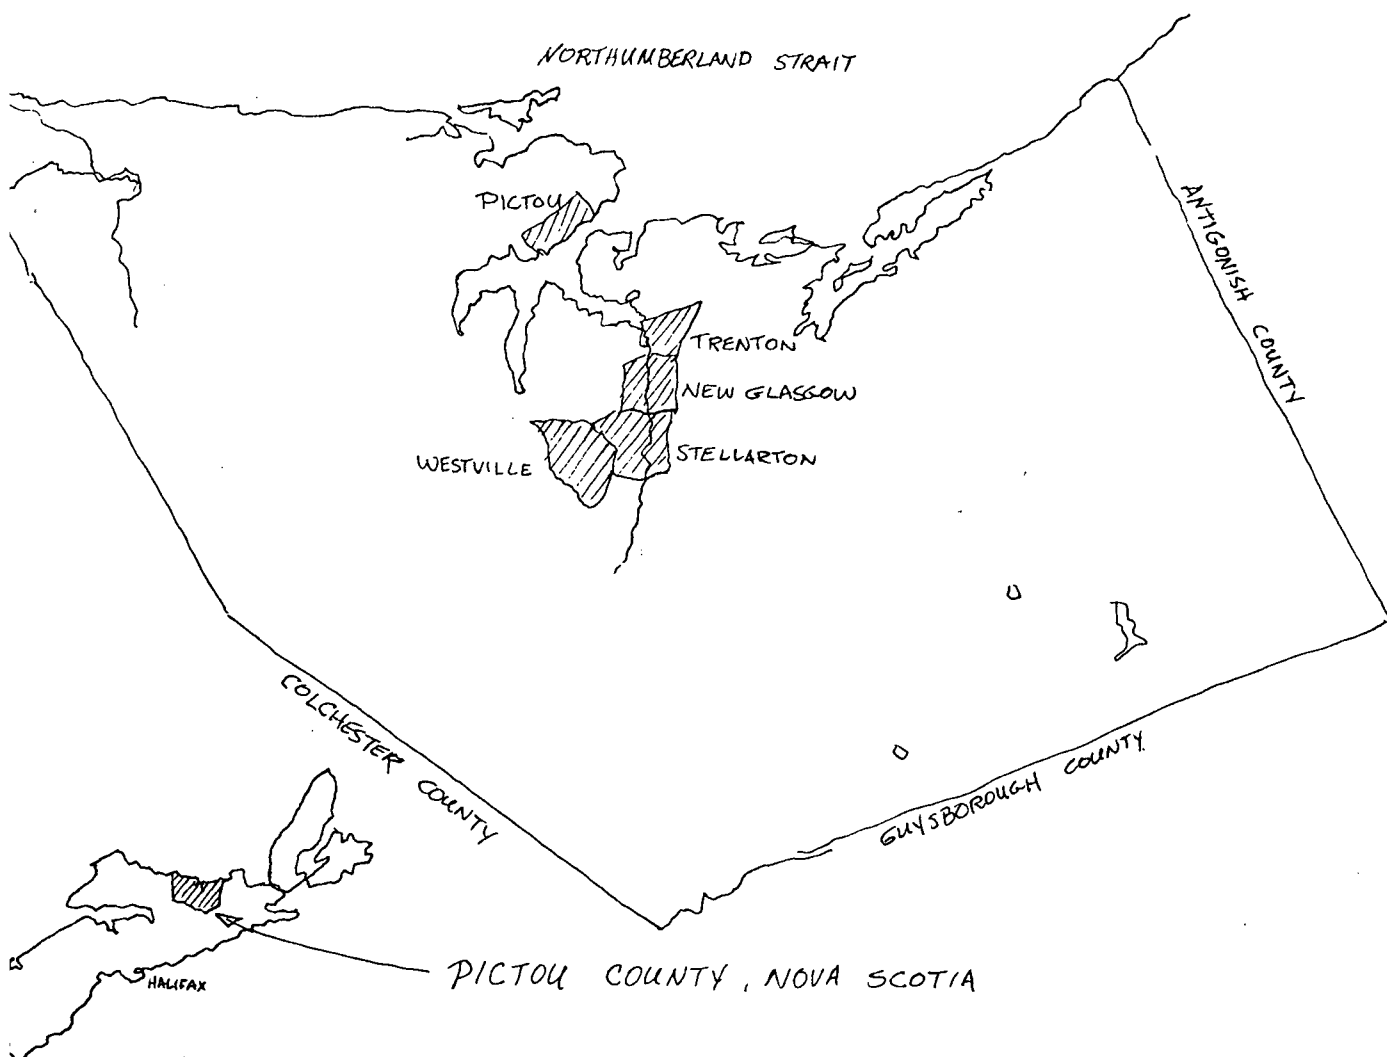 NORTHUMBERLAND STRAIT
PICTOU
ANTIGONISH COUNTY
TRENTON
NEW GLASGOW
WESTVILLE
STELLARTON
COLCHESTER COUNTY
GUYSBOROUGH COUNTY
HALIFAX
PICTOU COUNTY, NOVA SCOTIA